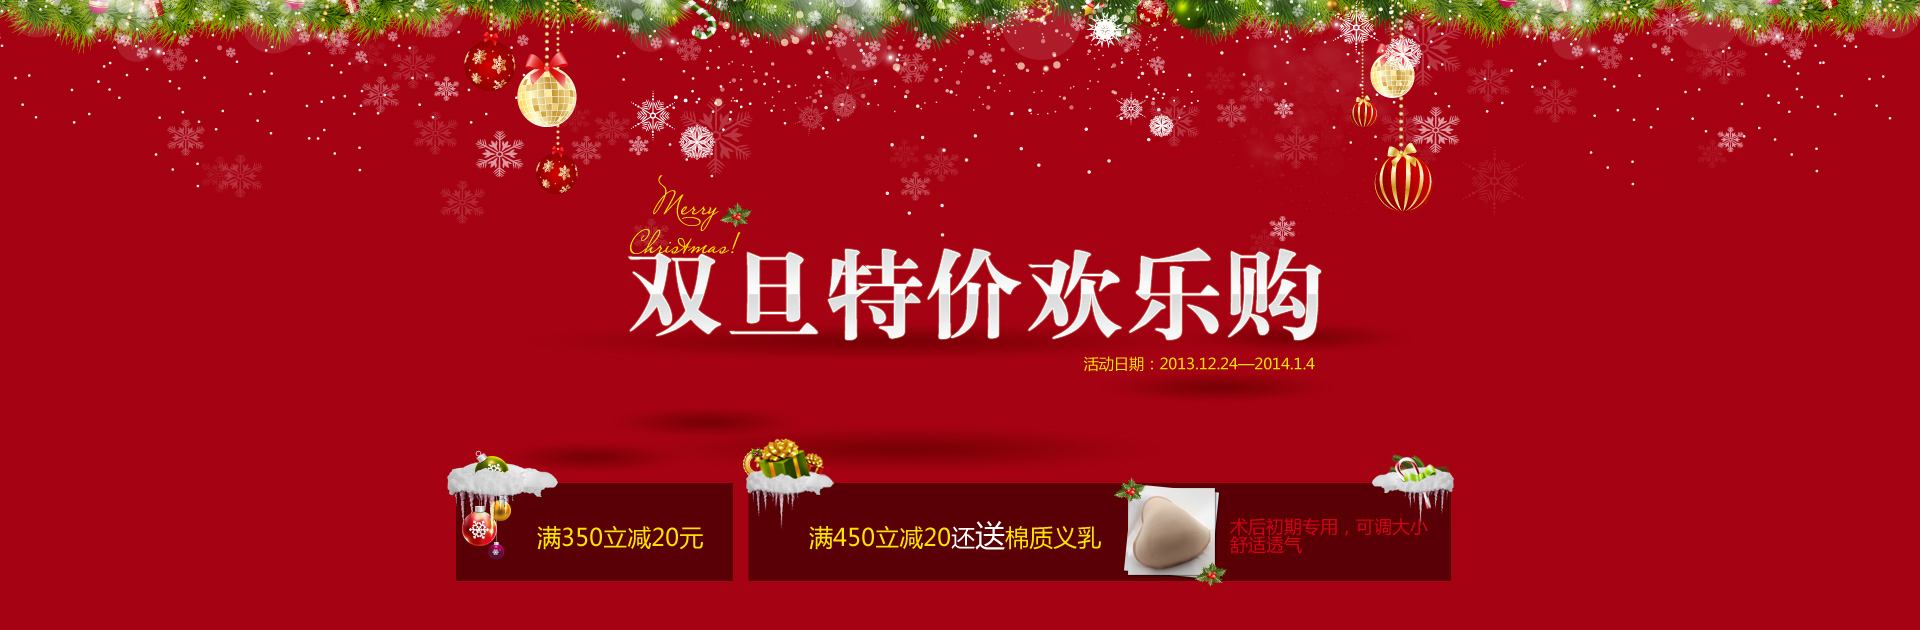 Merry
Christmas!
双旦特价欢乐购
活动日期：2013.12.24—2014.1.4
满350立减20元
满450立减20还送棉质义乳
术后初期专用，可调大小
舒适透气